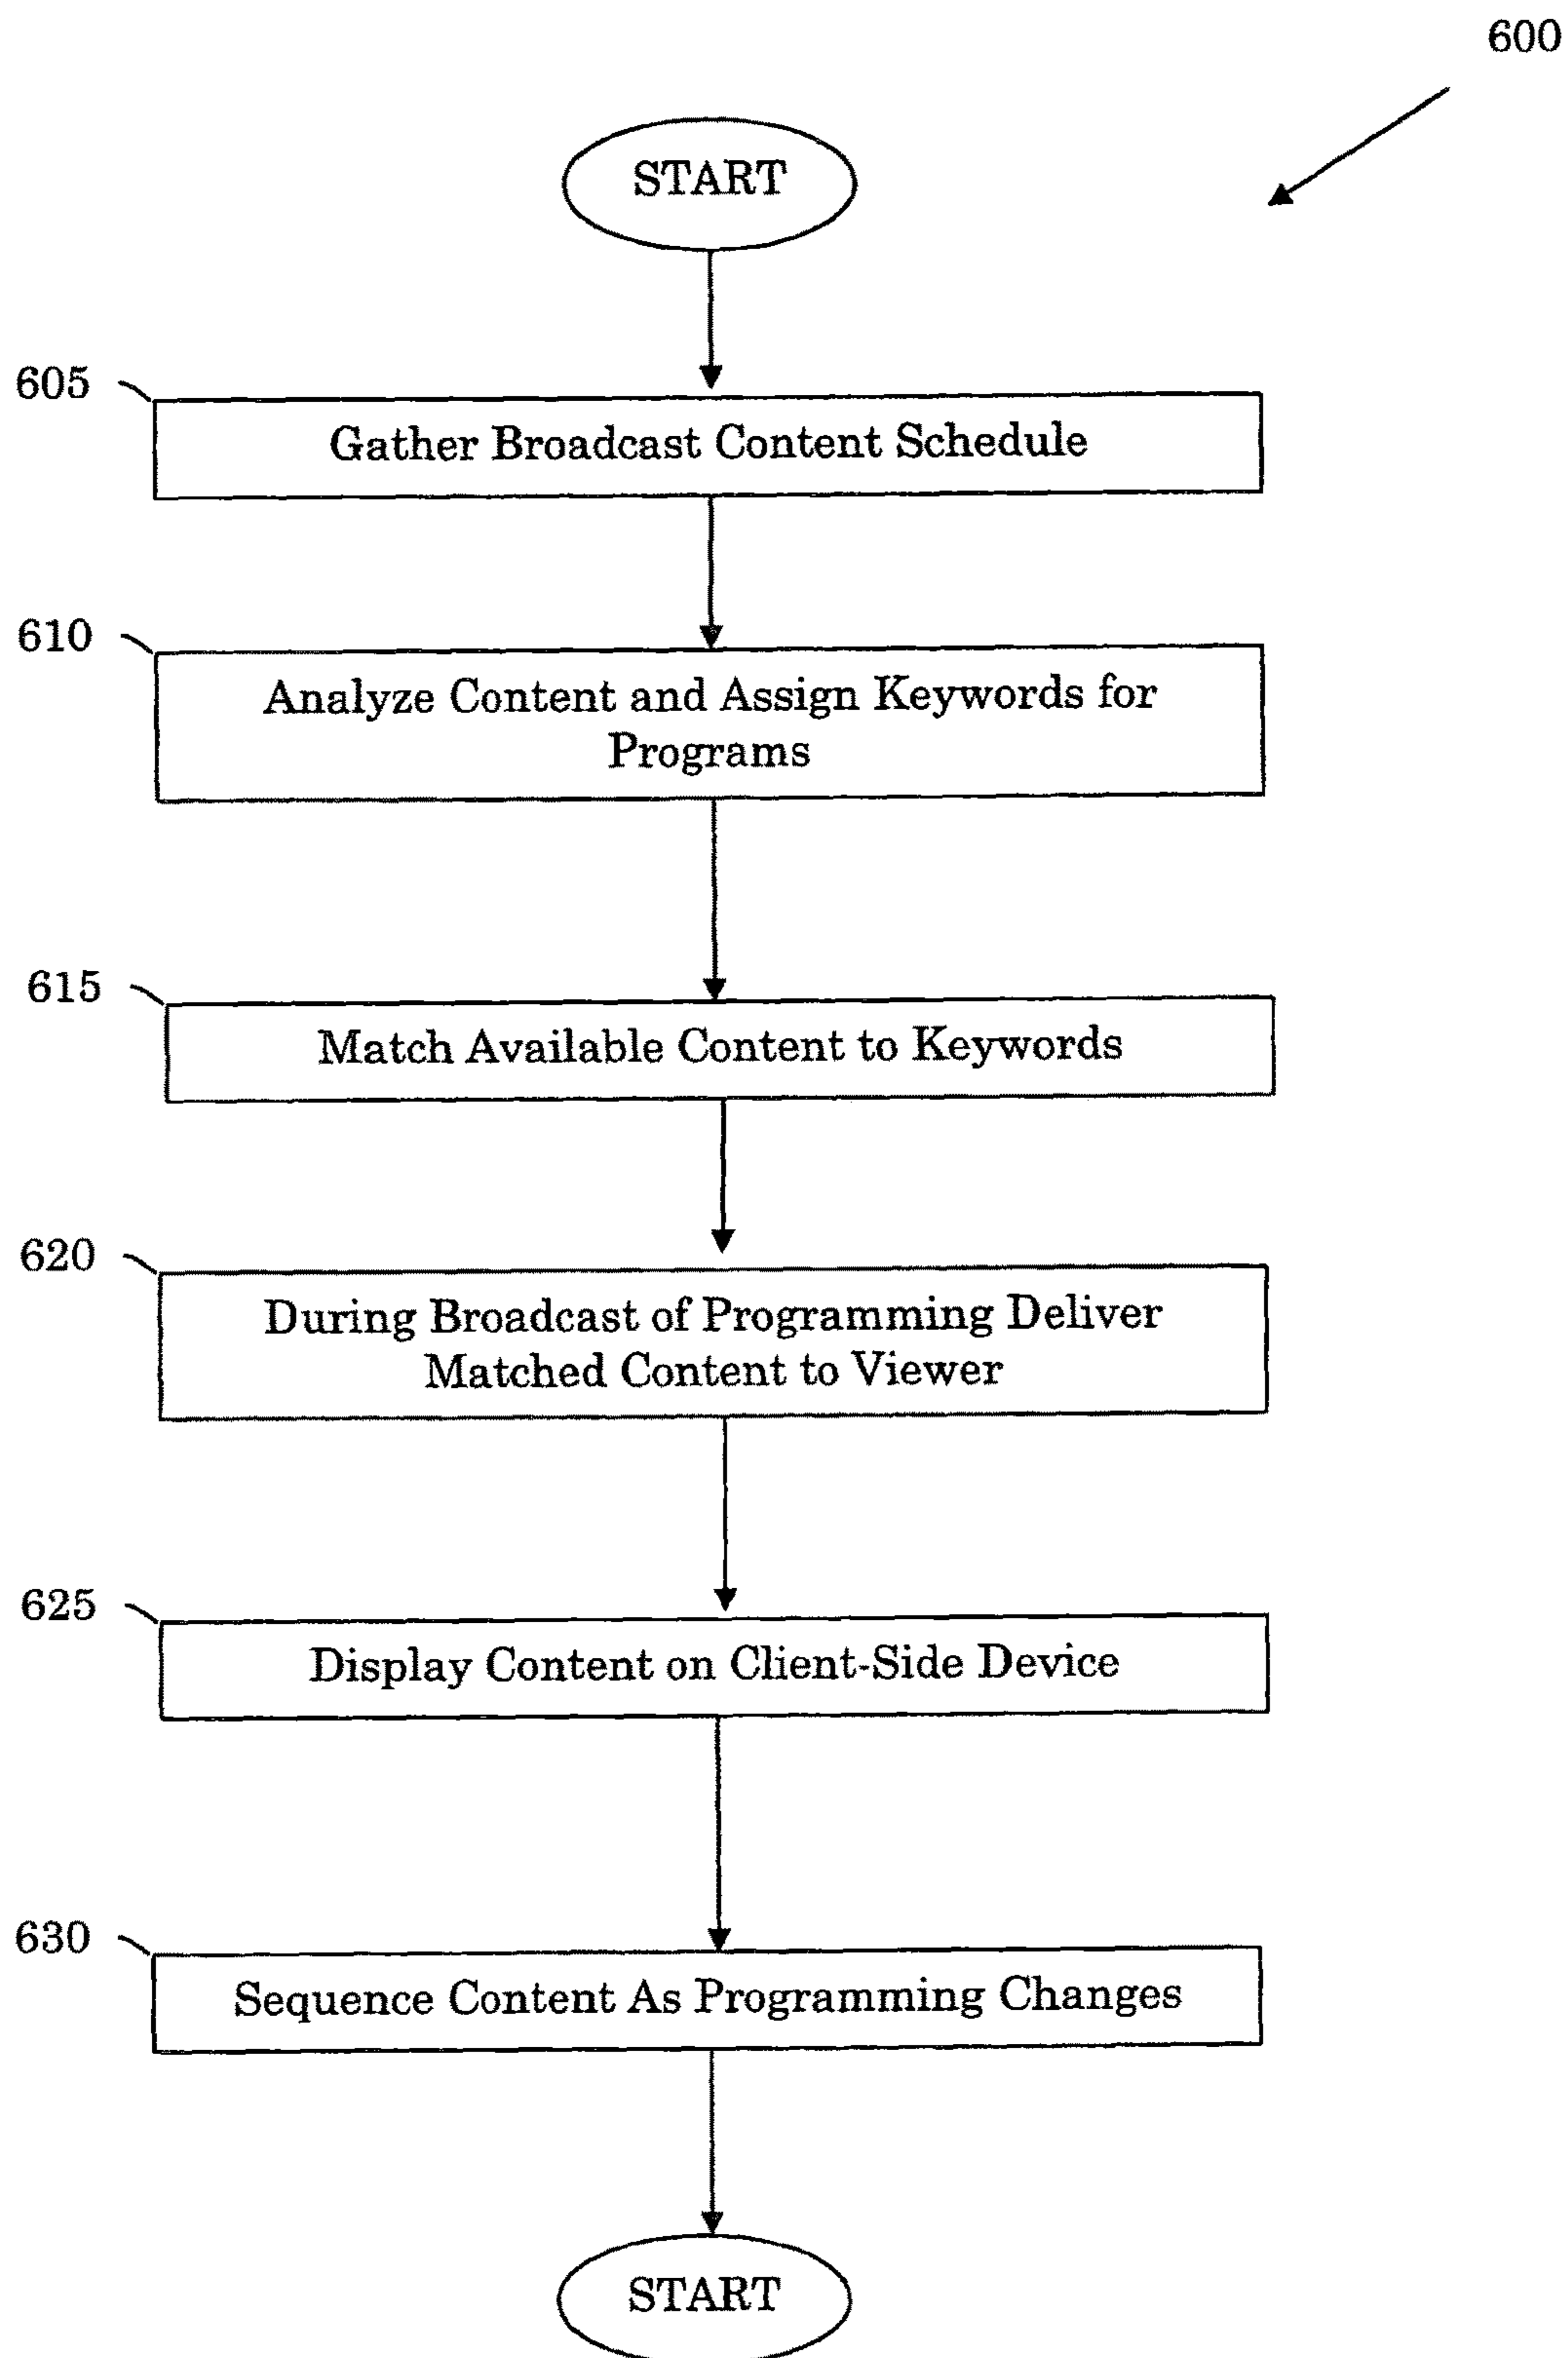 600
START
605
Gather Broadcast Content Schedule
610
Analyze Content and Assign Keywords for
Programs
615
Match Available Content to Keywords
620
During Broadcast of Programming Deliver
Matched Content to Viewer
625
Display Content on Client-Side Device
630
Sequence Content As Programming Changes
START